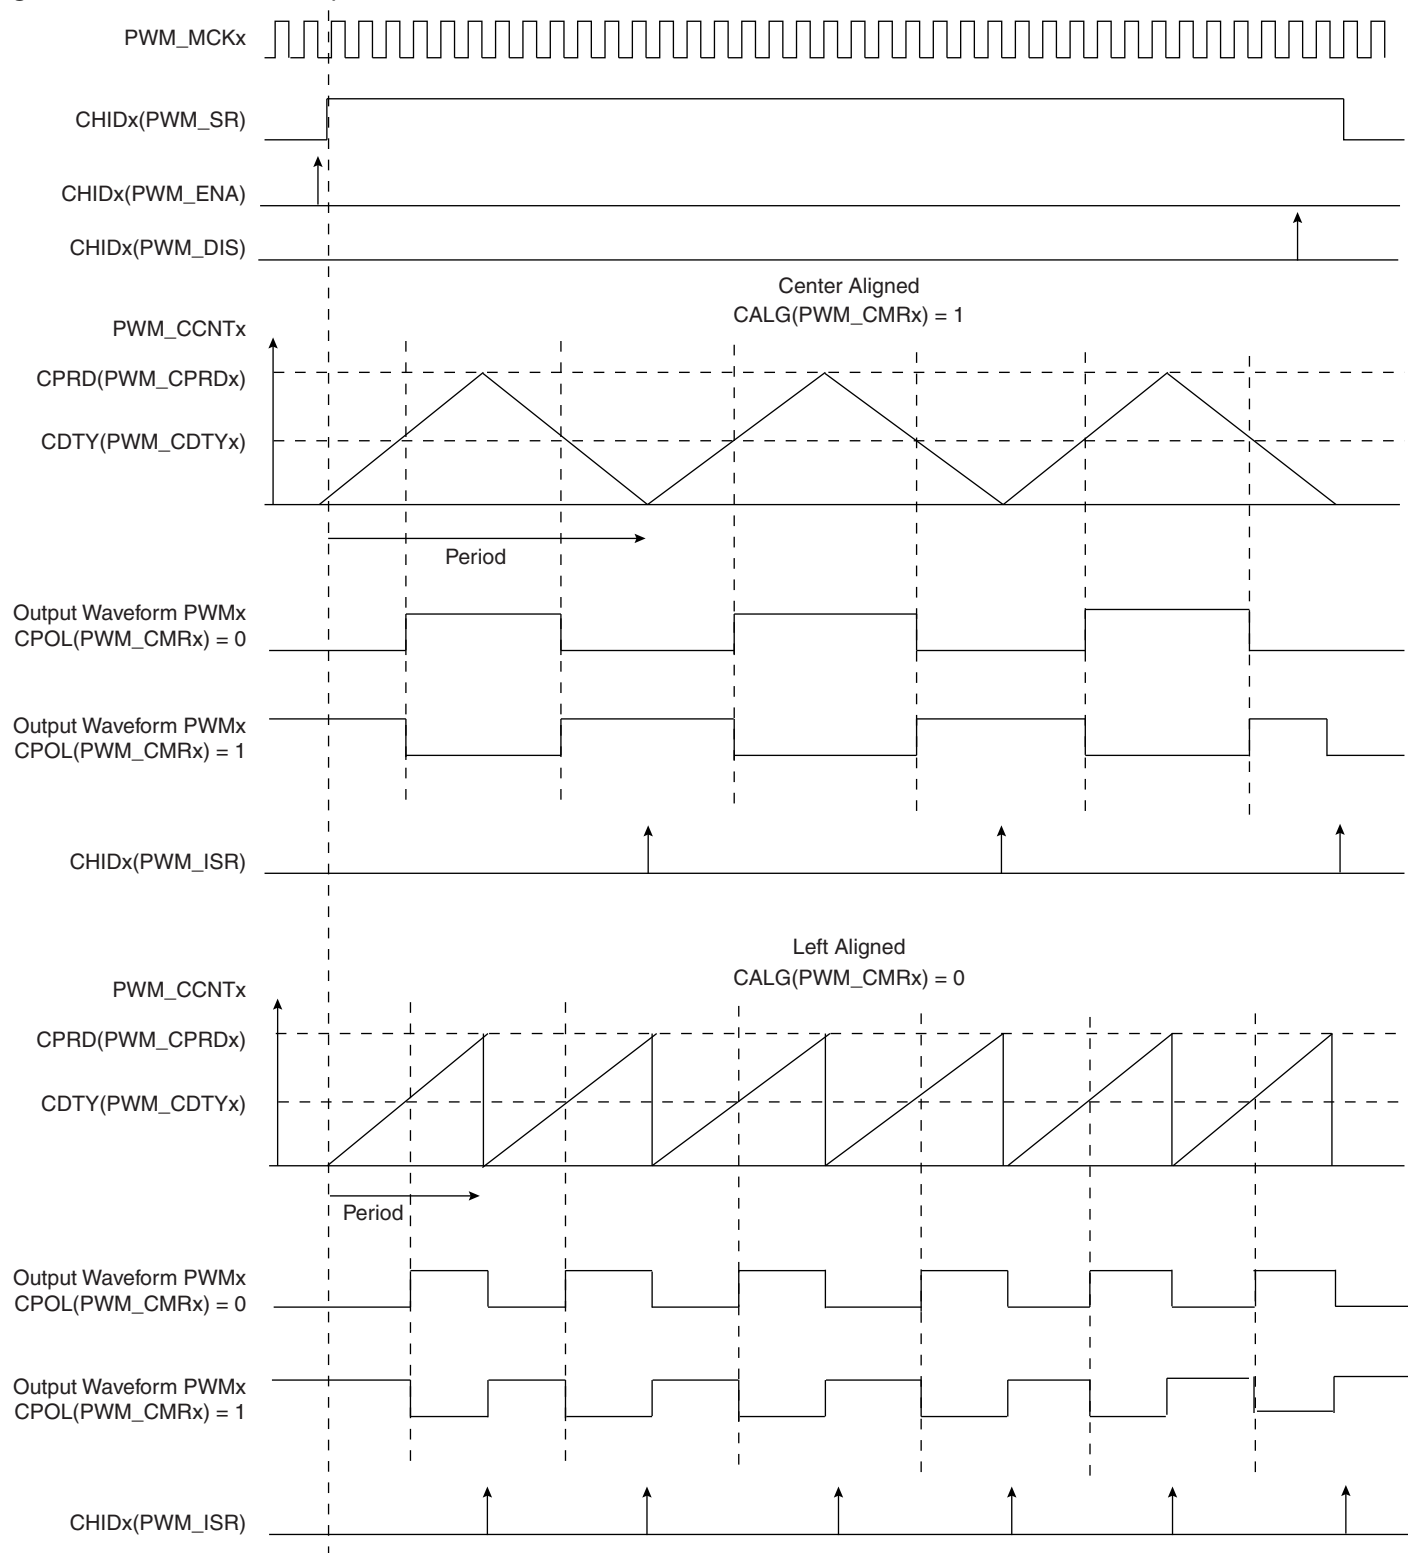 PWM_MCKx
CHIDx(PWM_SR)
CHIDx(PWM_ENA)
CHIDx(PWM_DIS)
Center Aligned
CALG(PWM_CMRx) = 1
PWM_CCNTx
CPRD(PWM_CPRDx)
CDTY(PWM_CDTYx)
Period
Output Waveform PWMx
CPOL(PWM_CMRx) = 0
Output Waveform PWMx
CPOL(PWM_CMRx) = 1
CHIDx(PWM_ISR)
Left Aligned
CALG(PWM_CMRx) = 0
PWM_CCNTx
CPRD(PWM_CPRDx)
CDTY(PWM_CDTYx)
Period
Output Waveform PWMx
CPOL(PWM_CMRx) = 0
Output Waveform PWMx
CPOL(PWM_CMRx) = 1
CHIDx(PWM_ISR)